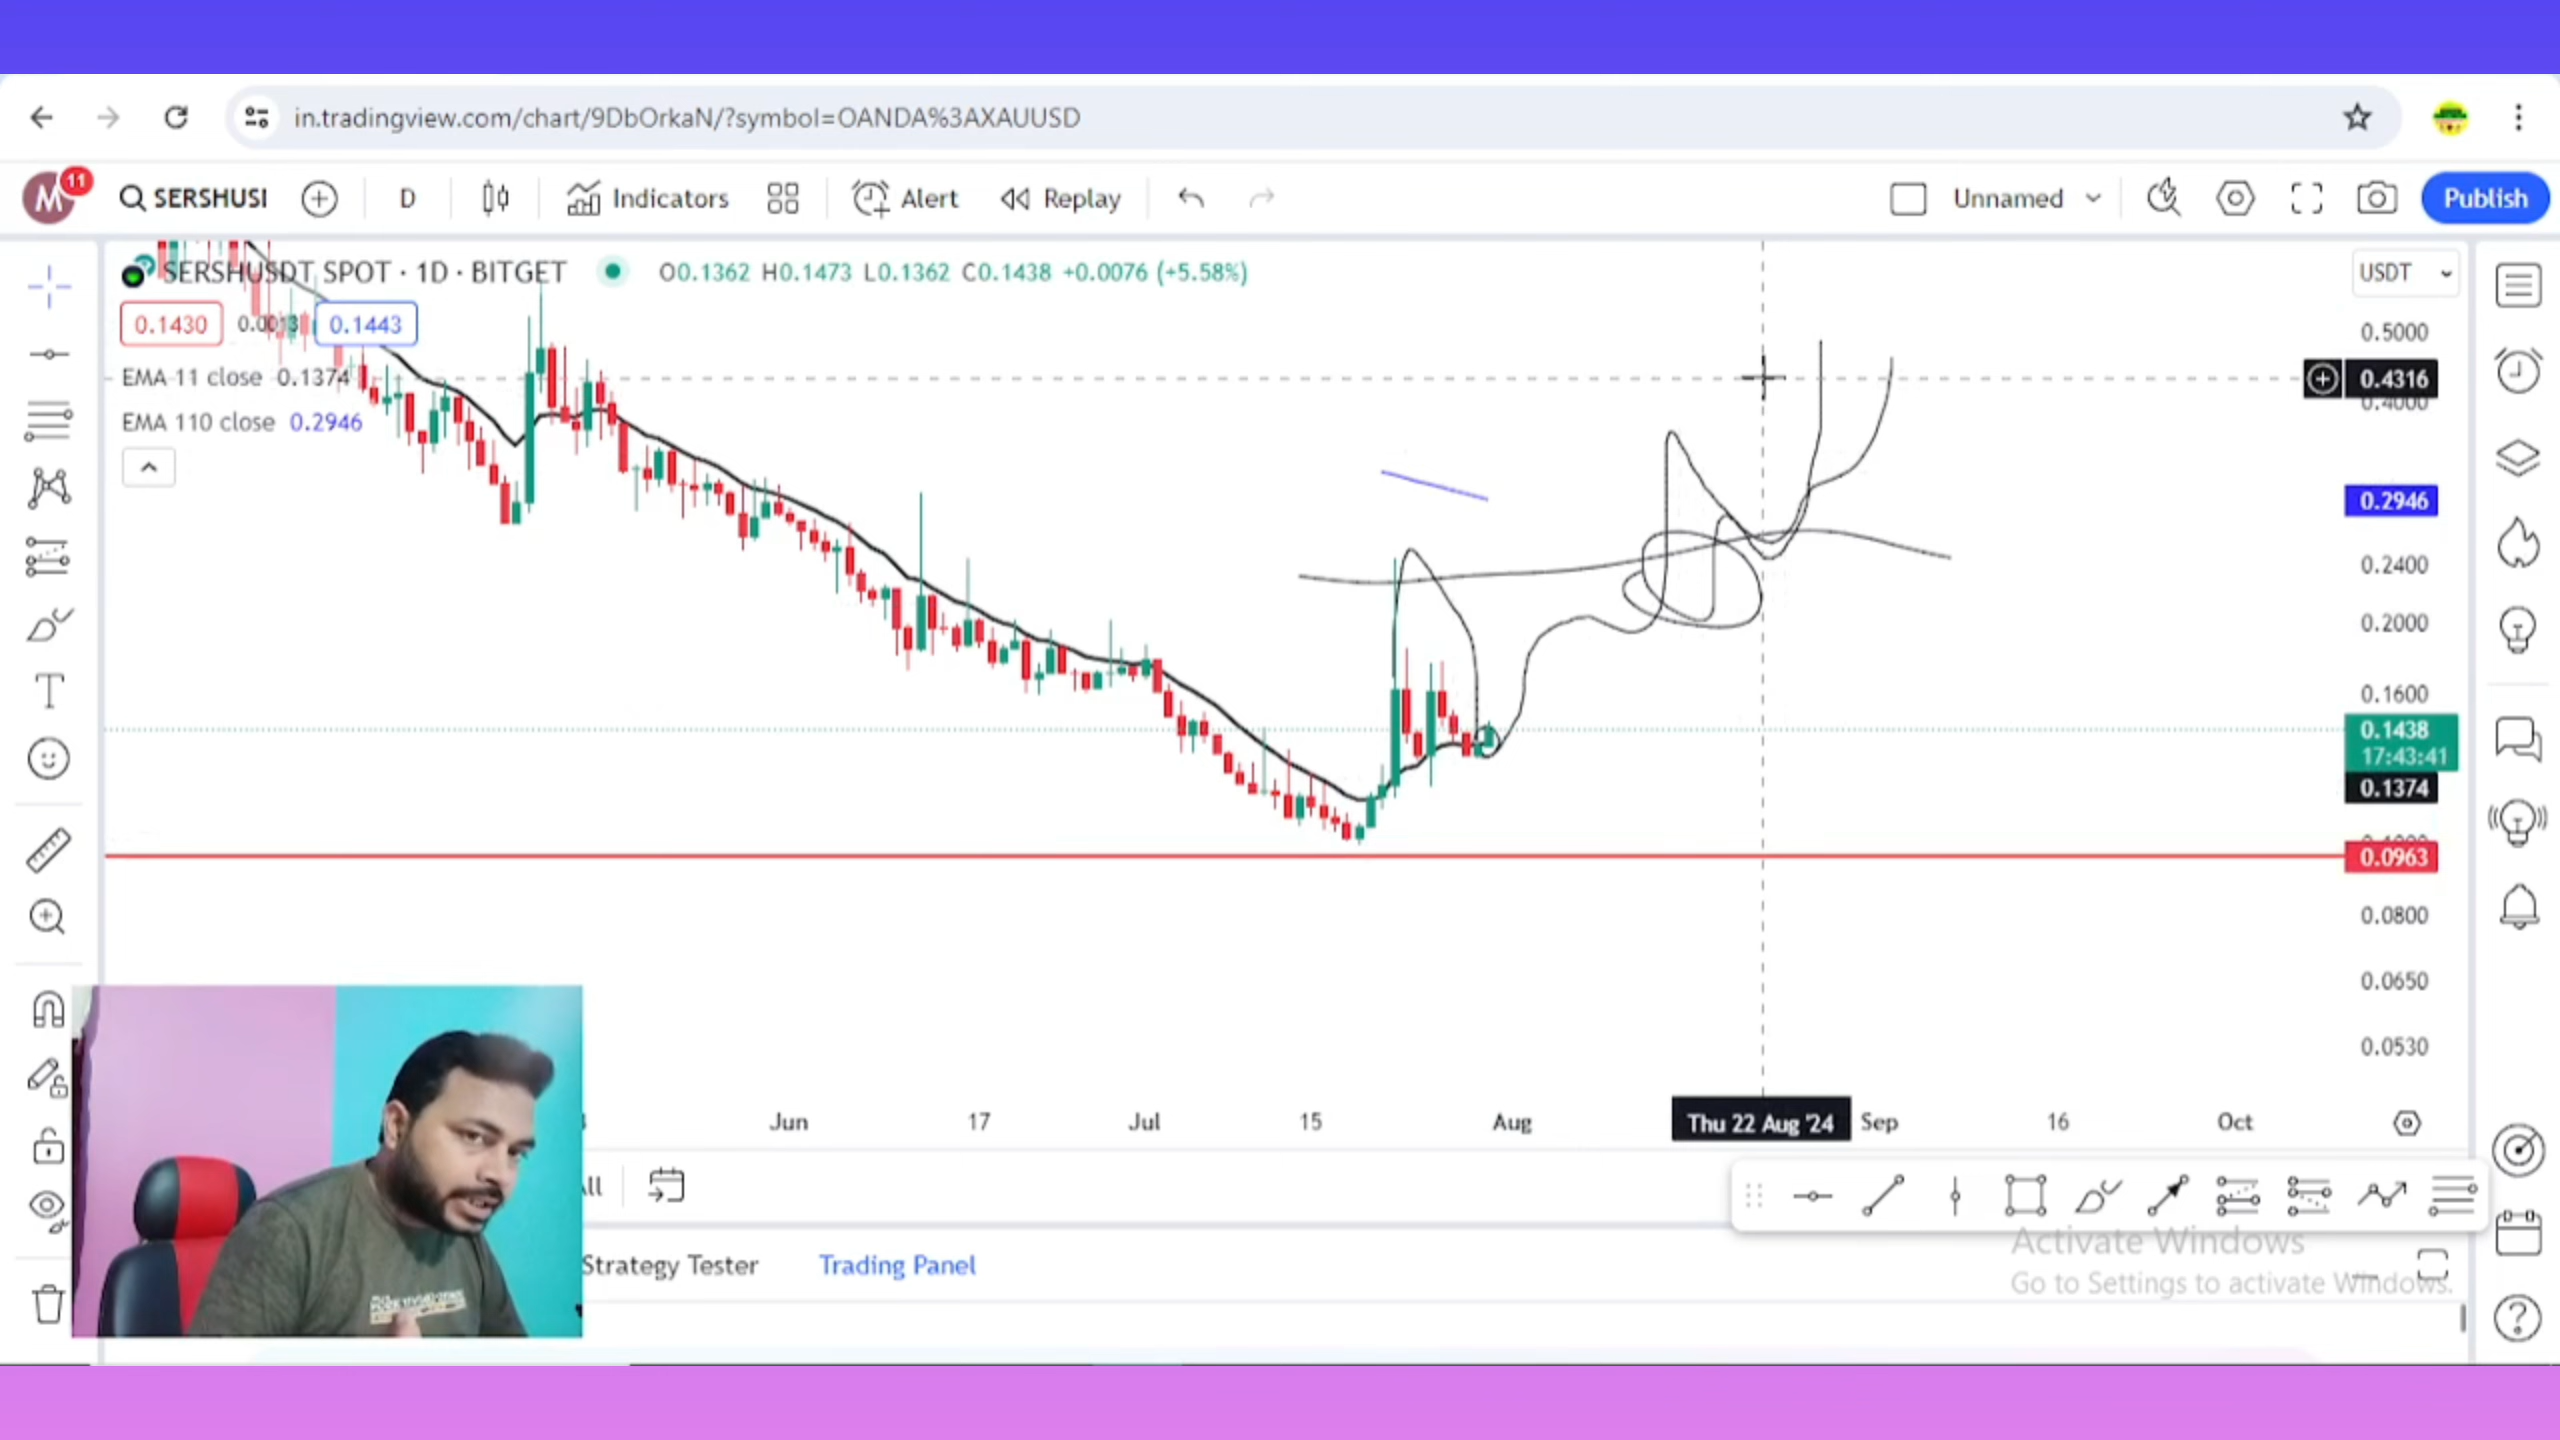 in.tradingview.com/chart/9DbOrkaN/?symbol=OANDA%3AXAUUSD
M 11 SERSHUSI D Indicators Alert Replay Unnamed Publish
SERSHUSDT SPOT · 1D · BITGET O0.1362 H0.1473 L0.1362 C0.1438 +0.0076 (+5.58%) USDT
0.1430 0.0013 0.1443
EMA 11 close 0.1374
EMA 110 close 0.2946
0.5000
0.4316
0.4000
0.2946
0.2400
0.2000
0.1600
0.1438
17:43:41
0.1374
0.0963
0.0800
0.0650
0.0530
Jun 17 Jul 15 Aug Thu 22 Aug '24 Sep 16 Oct
Strategy Tester Trading Panel
Activate Windows
Go to Settings to activate Windows.